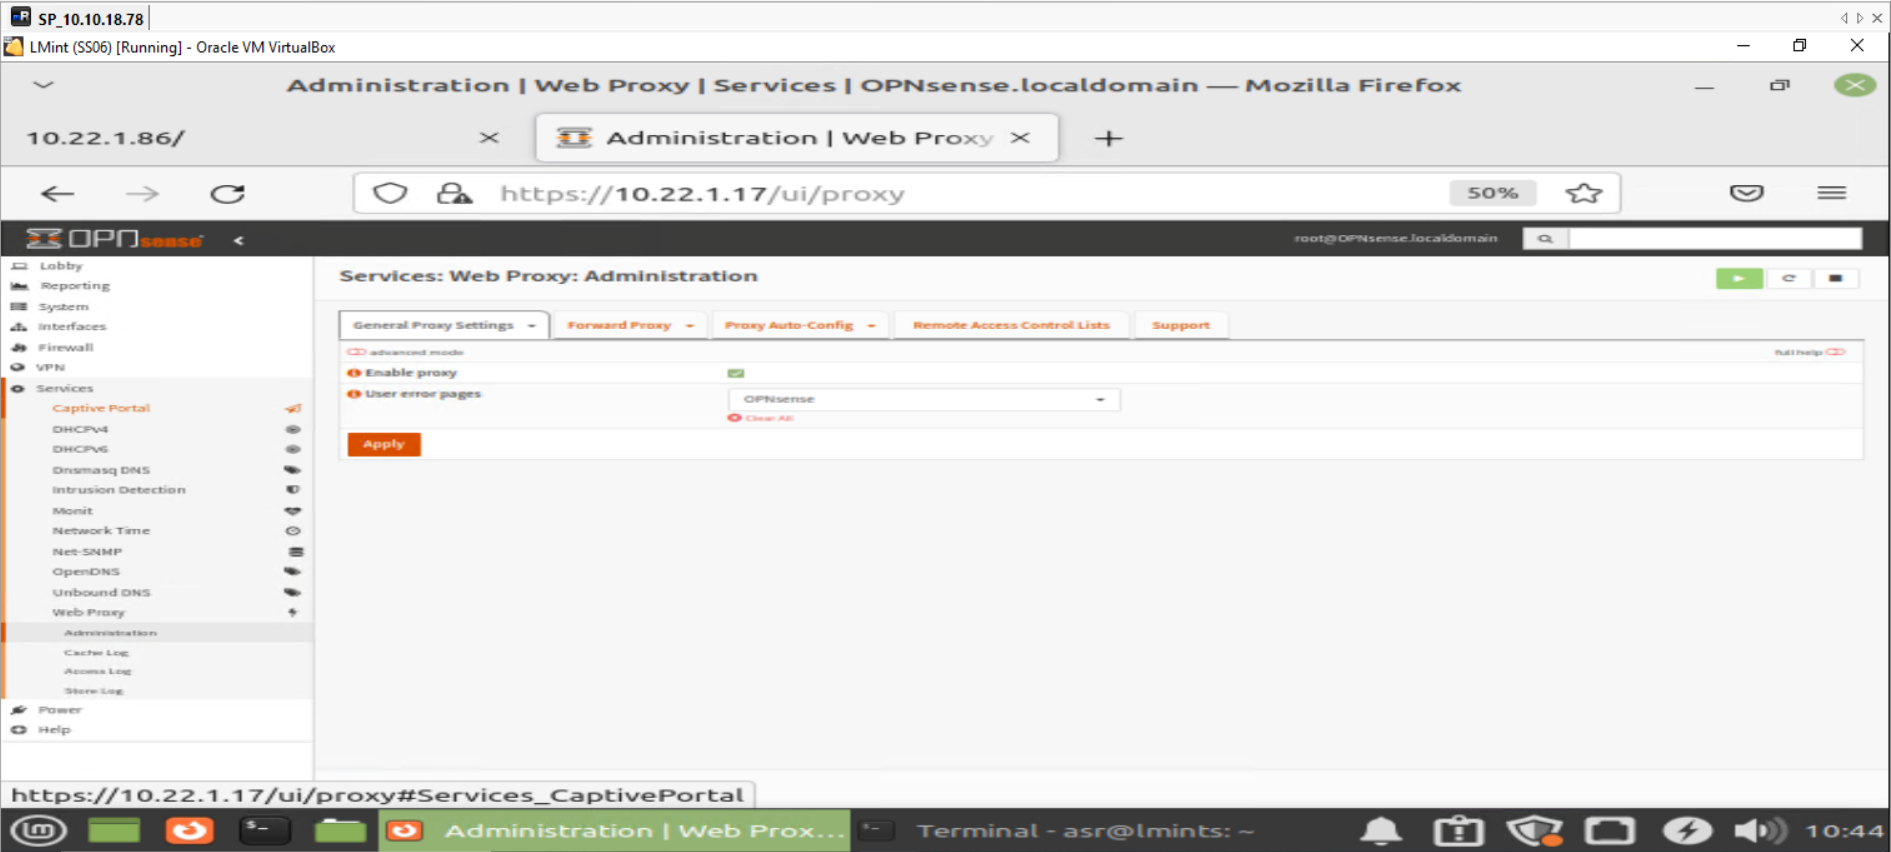 SP_10.10.18.78
LMint (SS06) [Running] - Oracle VM VirtualBox
Administration | Web Proxy | Services | OPNsense.localdomain — Mozilla Firefox
10.22.1.86/
Administration | Web Proxy
https://10.22.1.17/ui/proxy
50%
OPNsense
root@OPNsense.localdomain
Lobby
Reporting
System
Interfaces
Firewall
VPN
Services
Captive Portal
DHCPv4
DHCPv6
Dnsmasq DNS
Intrusion Detection
Monit
Network Time
Net-SNMP
OpenDNS
Unbound DNS
Web Proxy
Administration
Cache Log
Access Log
Store Log
Power
Help
Services: Web Proxy: Administration
General Proxy Settings
Forward Proxy
Proxy Auto-Config
Remote Access Control Lists
Support
advanced mode
full help
Enable proxy
User error pages
OPNsense
Clear All
Apply
https://10.22.1.17/ui/proxy#Services_CaptivePortal
Administration | Web Prox...
Terminal - asr@lmints: ~
10:44